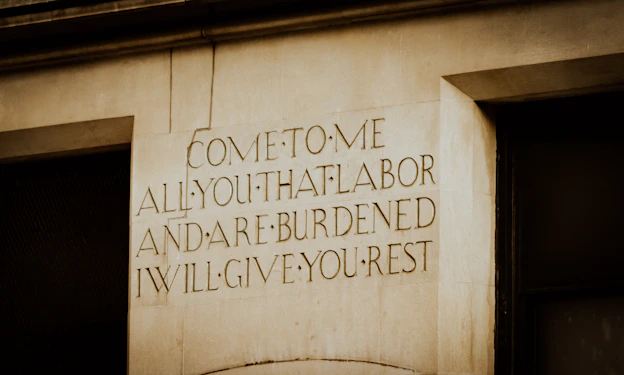 COME·TO·ME
ALL·YOU·THAT·LABOR
AND·ARE·BURDENED
I·WILL·GIVE·YOU·REST